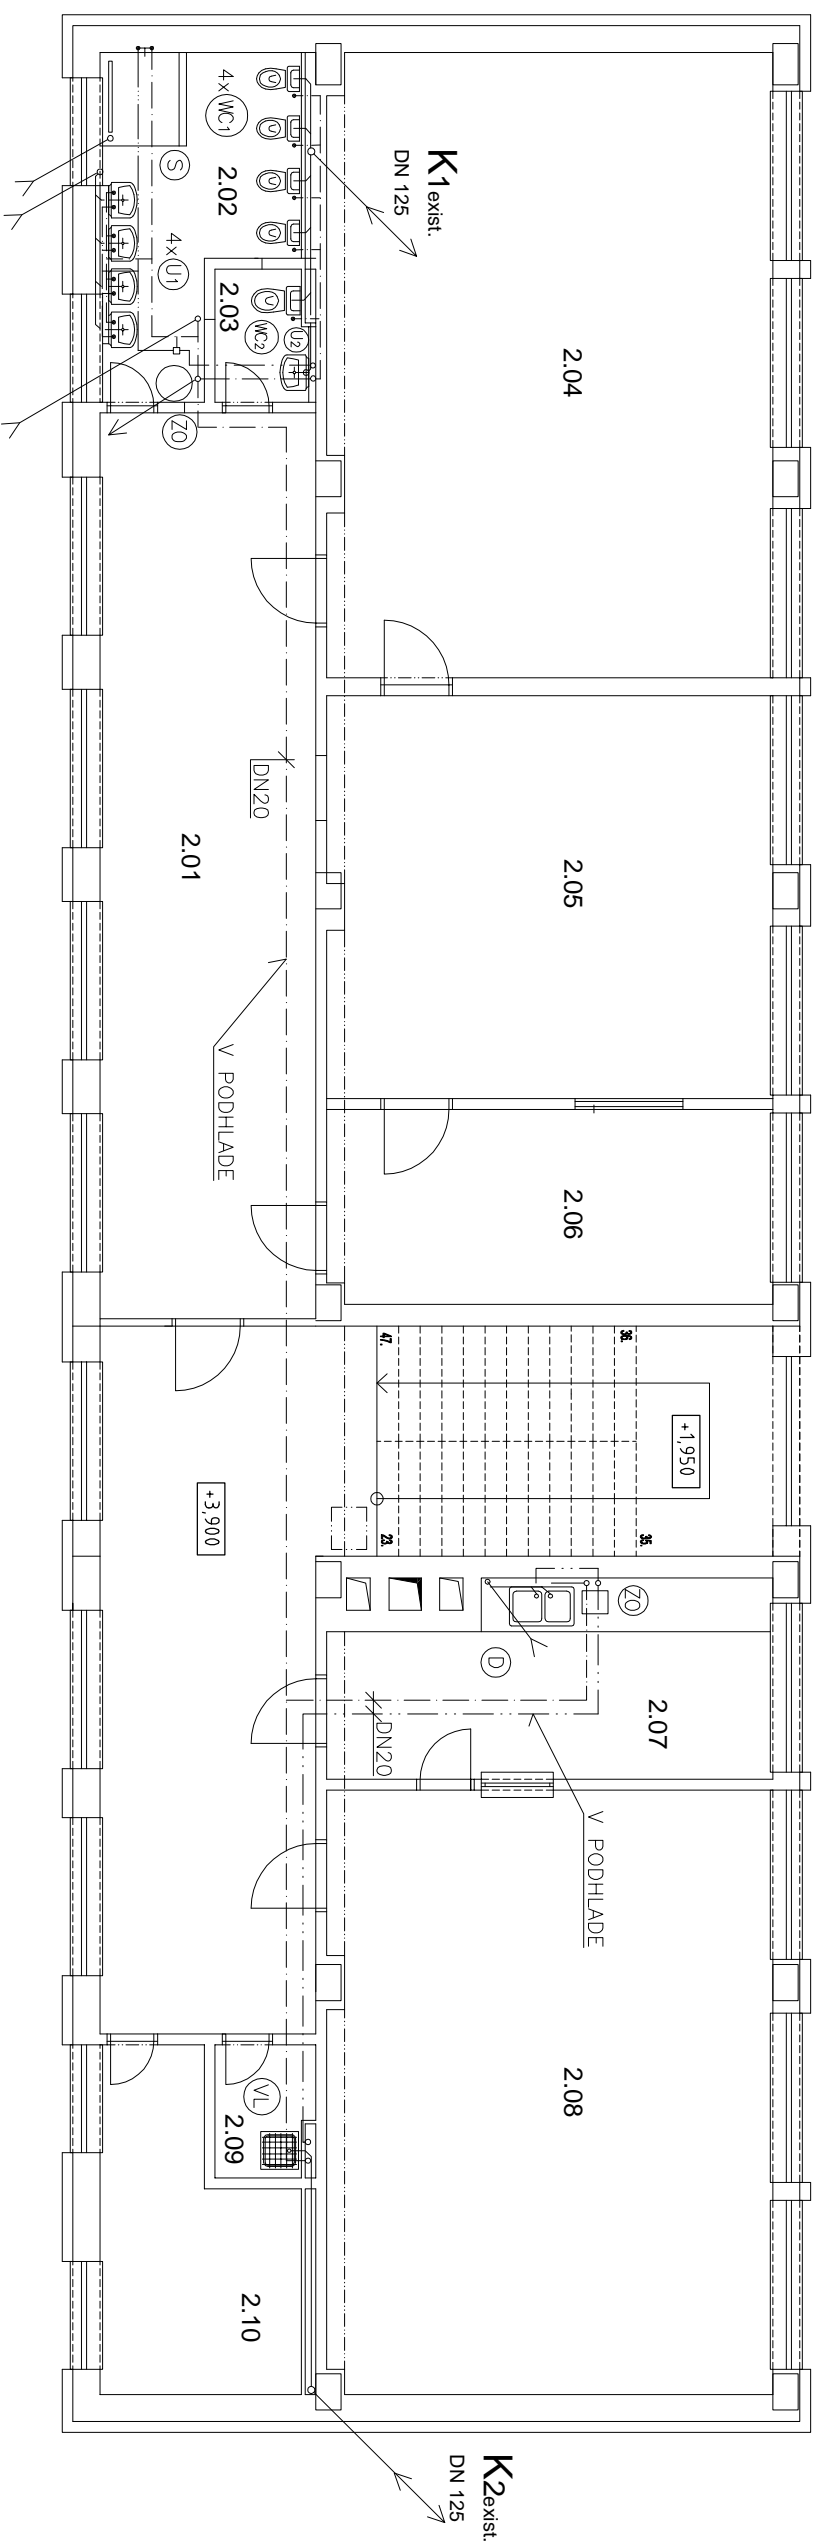 K1exist.
DN 125
4x WC1
2.02
S
4x U1
2.03
WC2
U2
ZO
2.04
2.05
2.06
DN20
2.01
V PODHLADE
47.
36.
+1,950
+3,900
23.
35.
ZO
D
2.07
DN20
V PODHLADE
2.08
VL
2.09
2.10
K2exist.
DN 125